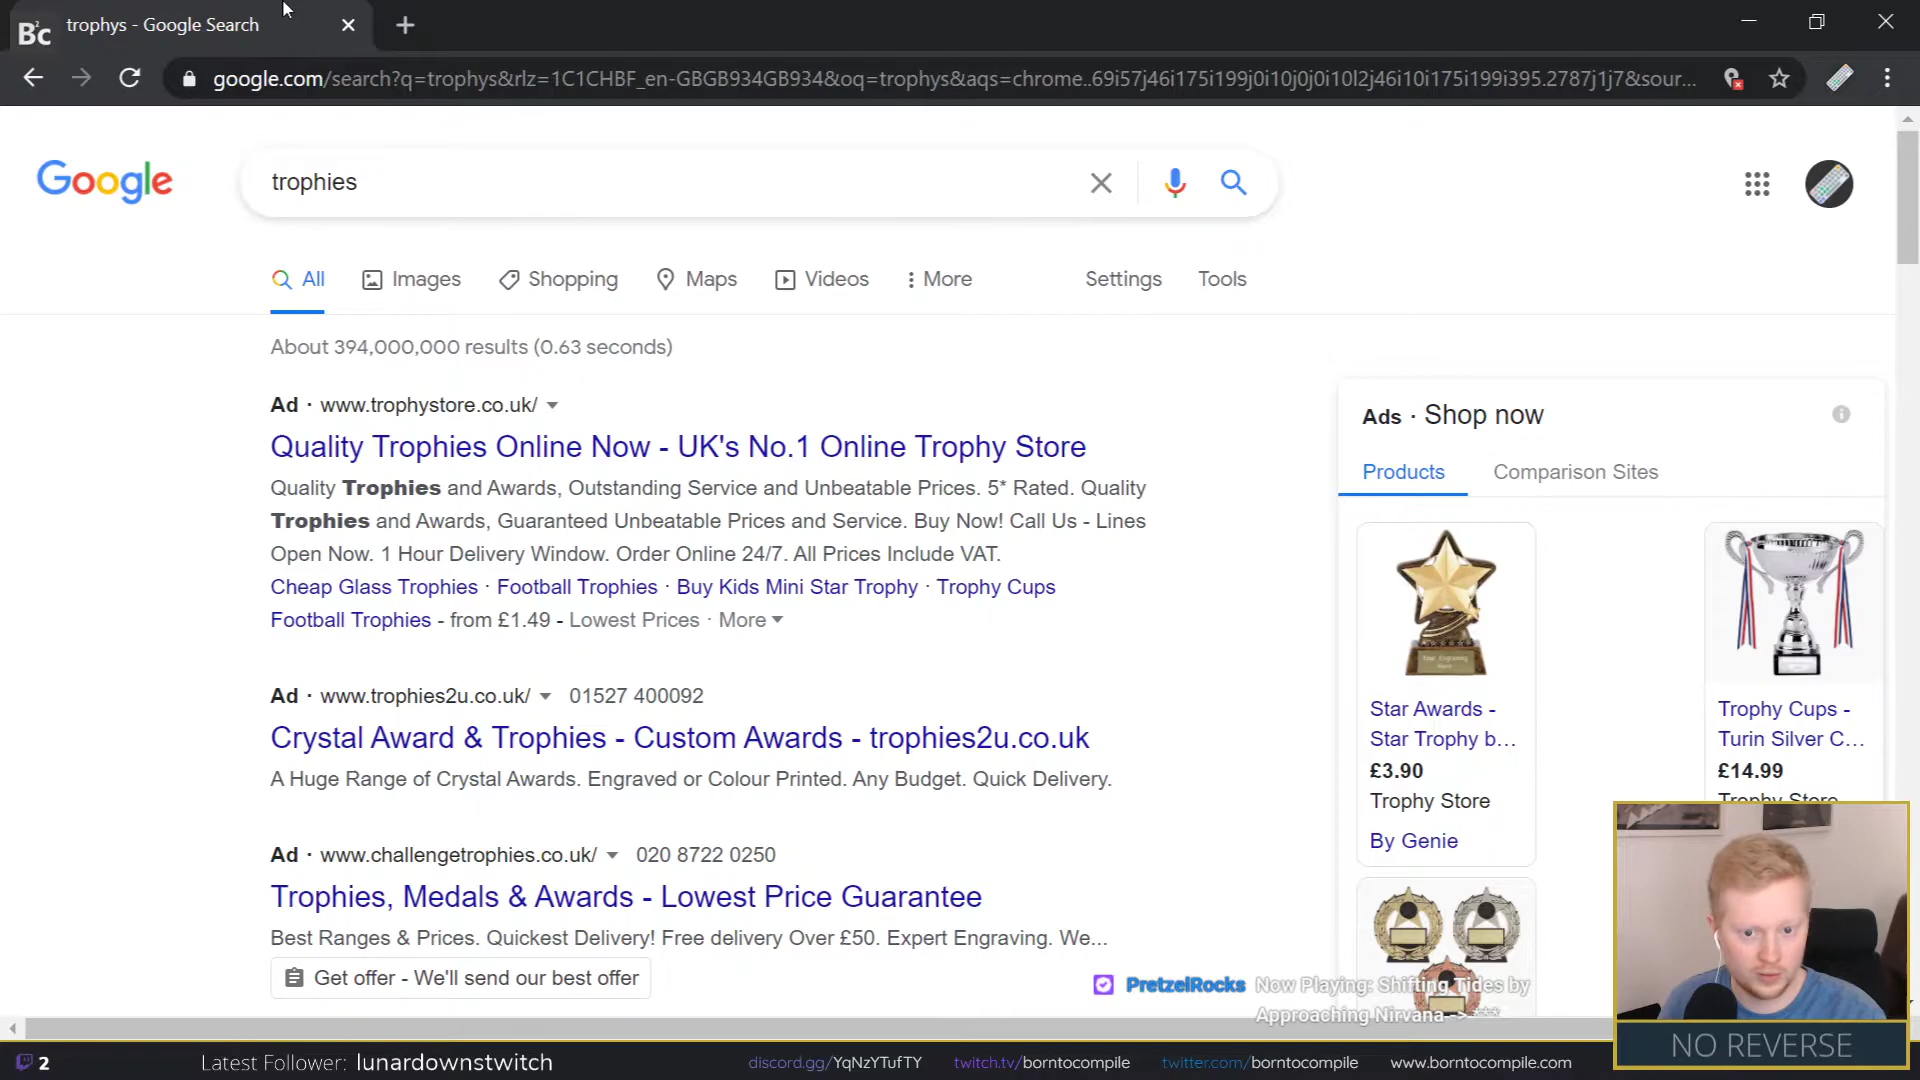 Bc
trophys - Google Search
google.com/search?q=trophys&rlz=1C1CHBF_en-GBGB934GB934&oq=trophys&aqs=chrome..69i57j46i175i199j0i10j0j0i10l2j46i10i175i199i395.2787j1j7&sour...
Google
trophies
All Images Shopping Maps Videos More Settings Tools
About 394,000,000 results (0.63 seconds)
Ad · www.trophystore.co.uk/
Quality Trophies Online Now - UK's No.1 Online Trophy Store
Quality Trophies and Awards, Outstanding Service and Unbeatable Prices. 5* Rated. Quality
Trophies and Awards, Guaranteed Unbeatable Prices and Service. Buy Now! Call Us - Lines
Open Now. 1 Hour Delivery Window. Order Online 24/7. All Prices Include VAT.
Cheap Glass Trophies · Football Trophies · Buy Kids Mini Star Trophy · Trophy Cups
Football Trophies - from £1.49 - Lowest Prices · More
Ad · www.trophies2u.co.uk/ 01527 400092
Crystal Award & Trophies - Custom Awards - trophies2u.co.uk
A Huge Range of Crystal Awards. Engraved or Colour Printed. Any Budget. Quick Delivery.
Ad · www.challengetrophies.co.uk/ 020 8722 0250
Trophies, Medals & Awards - Lowest Price Guarantee
Best Ranges & Prices. Quickest Delivery! Free delivery Over £50. Expert Engraving. We...
Get offer - We'll send our best offer
Ads · Shop now
Products Comparison Sites
Star Awards -
Star Trophy b...
£3.90
Trophy Store
By Genie
Trophy Cups -
Turin Silver C...
£14.99
Trophy Store
PretzelRocks Now Playing: Shifting Tides by
Approaching Nirvana --> ***
NO REVERSE
2
Latest Follower: lunardownstwitch
discord.gg/YqNzYTufTY
twitch.tv/borntocompile
twitter.com/borntocompile
www.borntocompile.com